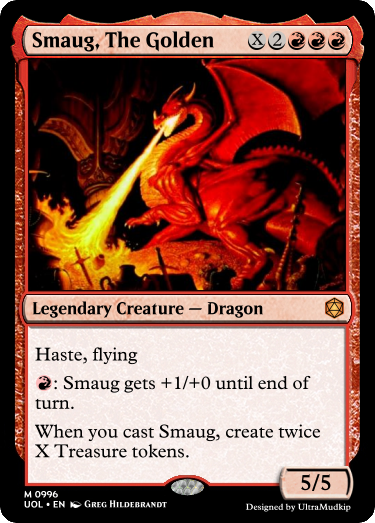 Smaug, The Golden X2
Legendary Creature — Dragon
Haste, flying
: Smaug gets +1/+0 until end of
turn.
When you cast Smaug, create twice
X Treasure tokens.
5/5
M 0996
UOL • EN Greg Hildebrandt
Designed by UltraMudkip